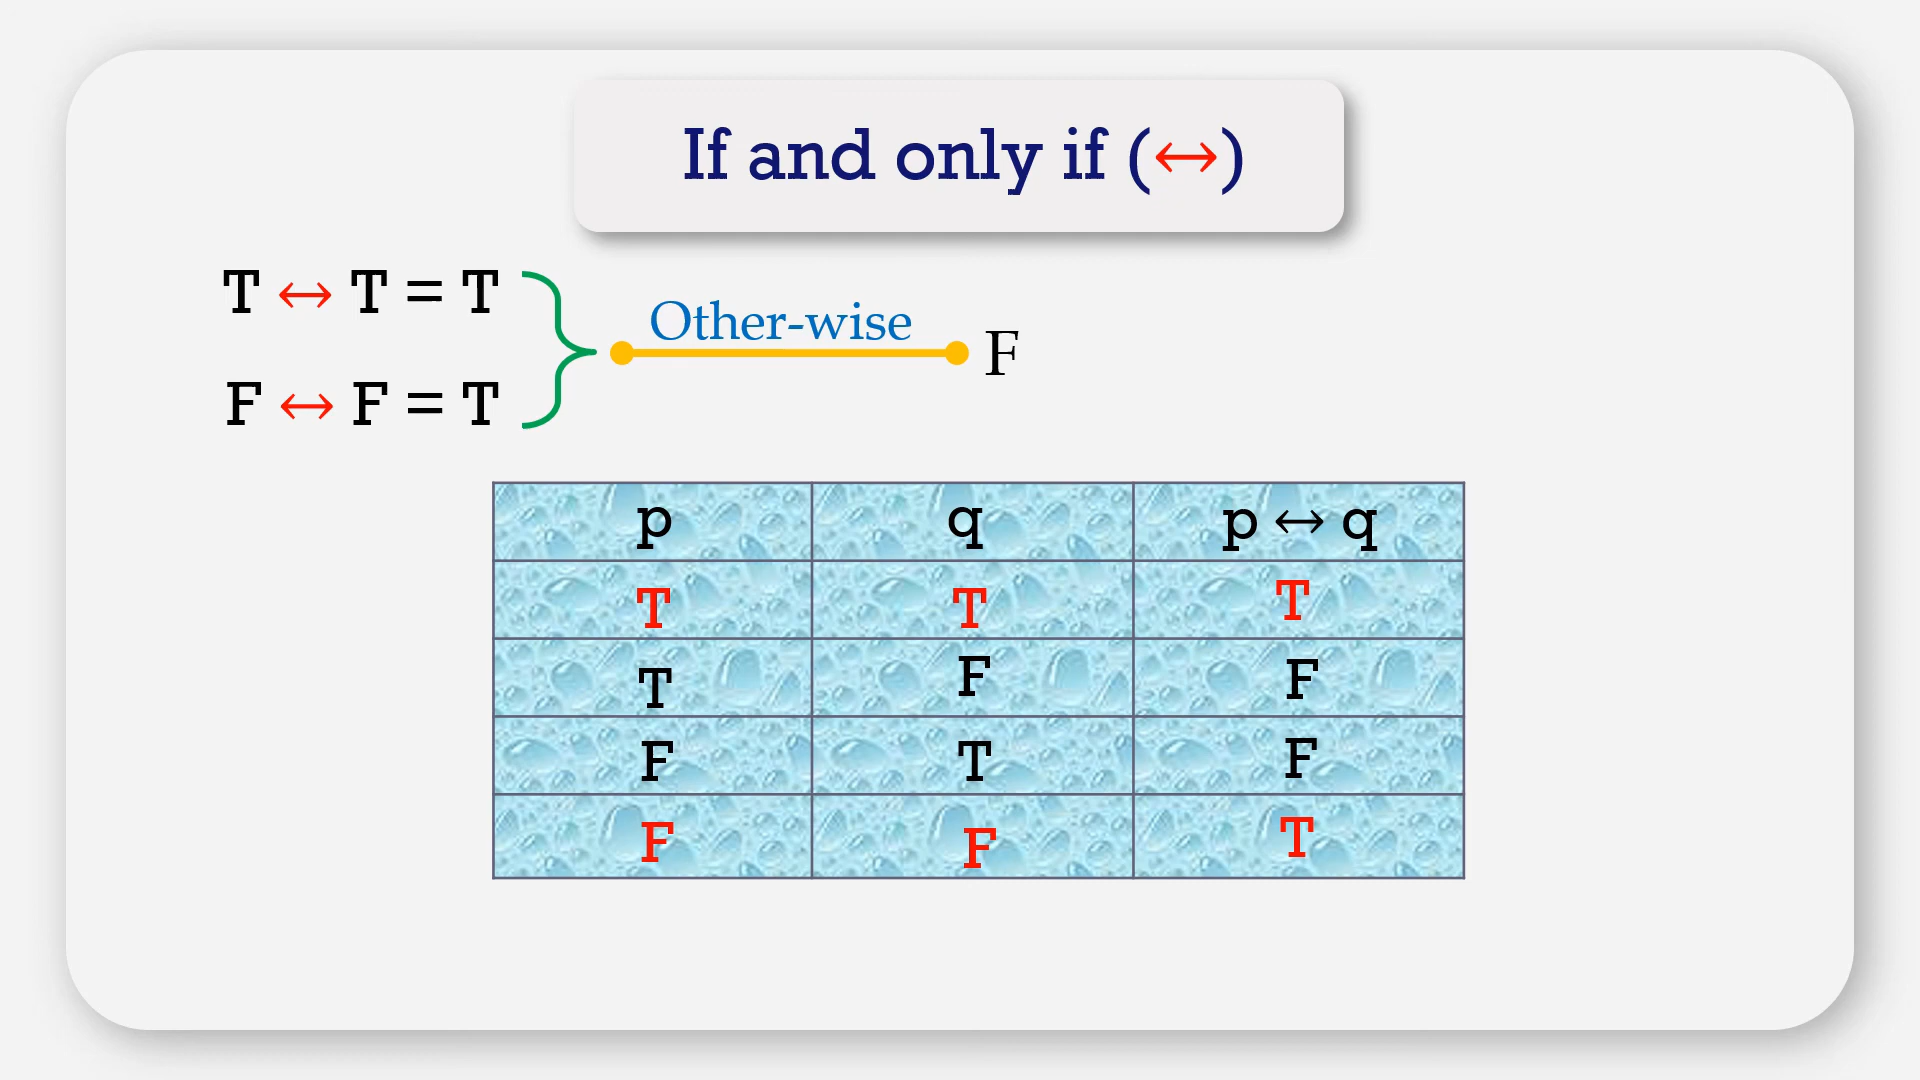 If and only if (↔)
T ↔ T = T
F ↔ F = T
Other-wise
F
p q p ↔ q
T T T
T F F
F T F
F F T